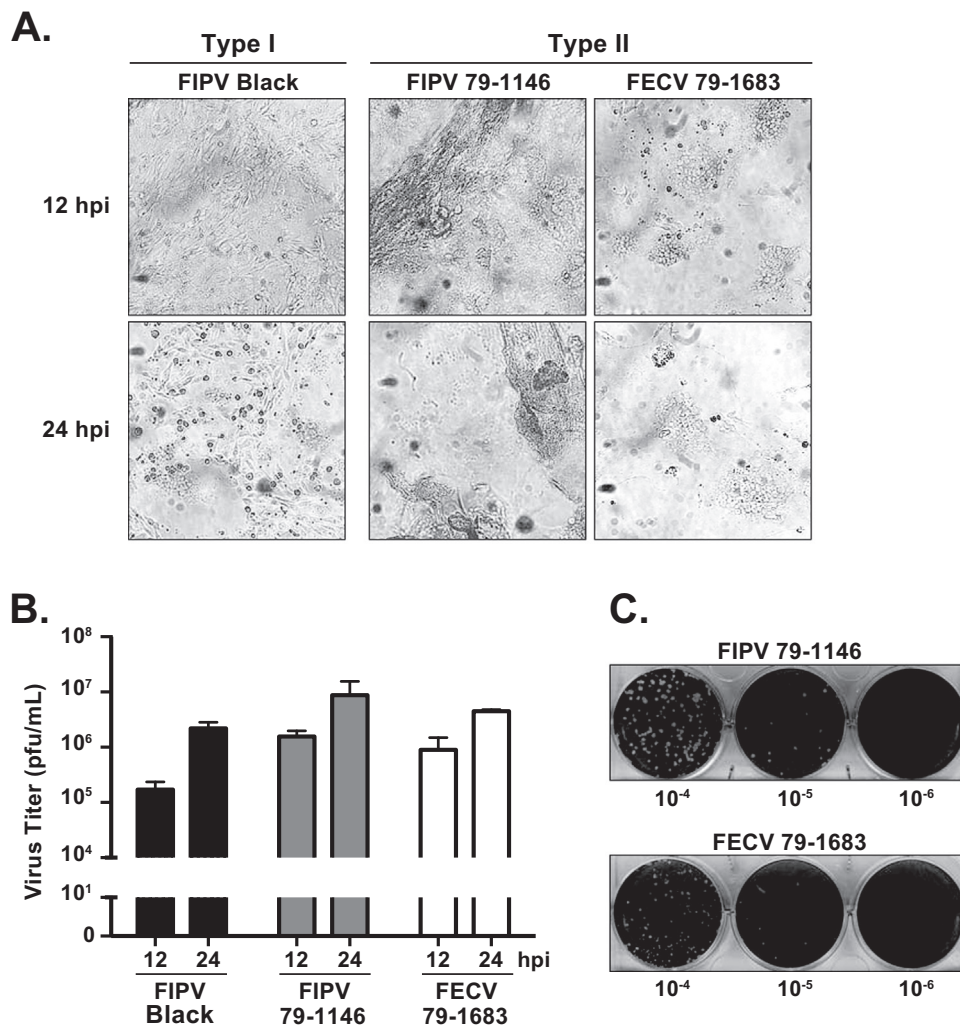 A.
Type I
Type II
FIPV Black
FIPV 79-1146
FECV 79-1683
12 hpi
24 hpi
B.
Virus Titer (pfu/mL)
10⁸
10⁷
10⁶
10⁵
10⁴
10¹
0
12 24 12 24 12 24 hpi
FIPV
Black
FIPV
79-1146
FECV
79-1683
C.
FIPV 79-1146
10⁻⁴ 10⁻⁵ 10⁻⁶
FECV 79-1683
10⁻⁴ 10⁻⁵ 10⁻⁶